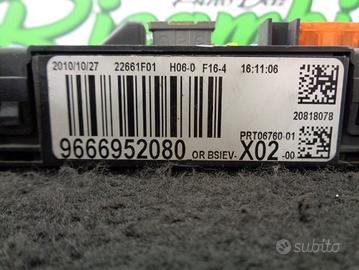 2010/10/27 22661F01 H06-0 F16-4 16:11:06
20818078
PRT06760-01
9666952080 OR BSIEV- X02 -00
subito